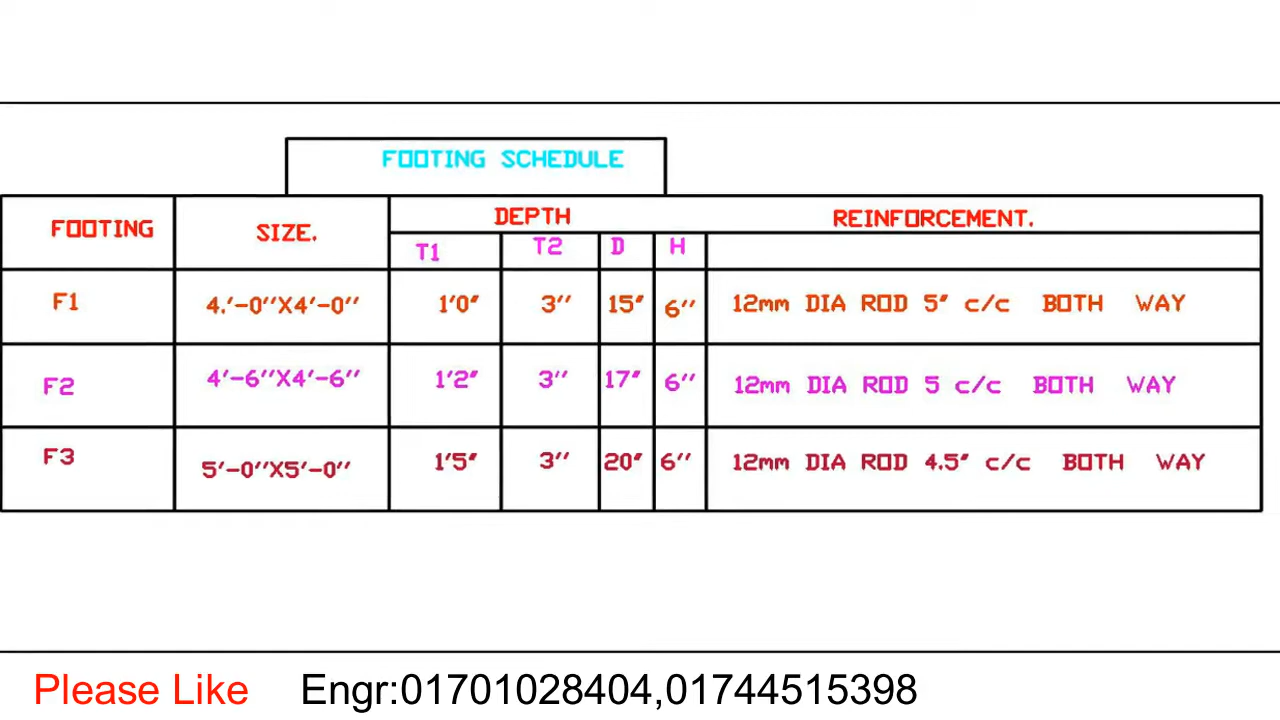 FOOTING SCHEDULE
FOOTING SIZE. DEPTH REINFORCEMENT.
T1 T2 D H
F1 4.'-0''X4'-0'' 1'0" 3'' 15" 6'' 12mm DIA ROD 5" c/c BOTH WAY
F2 4'-6''X4'-6'' 1'2" 3'' 17" 6'' 12mm DIA ROD 5 c/c BOTH WAY
F3 5'-0''X5'-0'' 1'5" 3'' 20" 6'' 12mm DIA ROD 4.5" c/c BOTH WAY
Please Like Engr:01701028404,01744515398